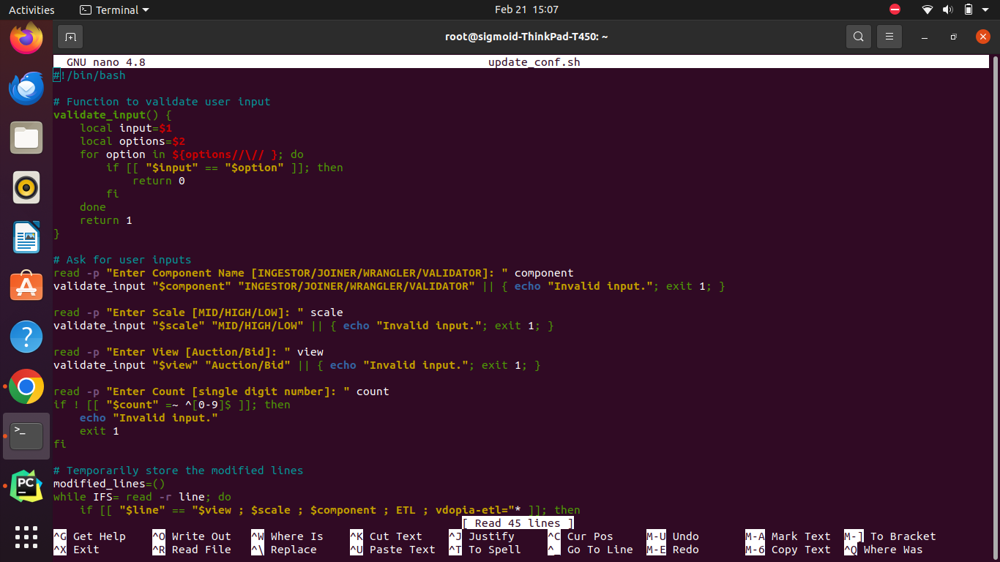 Activities Terminal Feb 21 15:07
root@sigmoid-ThinkPad-T450: ~
GNU nano 4.8 update_conf.sh
#!/bin/bash
# Function to validate user input
validate_input() {
    local input=$1
    local options=$2
    for option in ${options//\// }; do
        if [[ "$input" == "$option" ]]; then
            return 0
        fi
    done
    return 1
}
# Ask for user inputs
read -p "Enter Component Name [INGESTOR/JOINER/WRANGLER/VALIDATOR]: " component
validate_input "$component" "INGESTOR/JOINER/WRANGLER/VALIDATOR" || { echo "Invalid input."; exit 1; }
read -p "Enter Scale [MID/HIGH/LOW]: " scale
validate_input "$scale" "MID/HIGH/LOW" || { echo "Invalid input."; exit 1; }
read -p "Enter View [Auction/Bid]: " view
validate_input "$view" "Auction/Bid" || { echo "Invalid input."; exit 1; }
read -p "Enter Count [single digit number]: " count
if ! [[ "$count" =~ ^[0-9]$ ]]; then
    echo "Invalid input."
    exit 1
fi
# Temporarily store the modified lines
modified_lines=()
while IFS= read -r line; do
    if [[ "$line" == "$view ; $scale ; $component ; ETL ; vdopia-etl="* ]]; then
[ Read 45 lines ]
^G Get Help ^O Write Out ^W Where Is ^K Cut Text ^J Justify ^C Cur Pos M-U Undo M-A Mark Text M-] To Bracket
^X Exit ^R Read File ^\ Replace ^U Paste Text ^T To Spell ^_ Go To Line M-E Redo M-6 Copy Text ^Q Where Was
PC